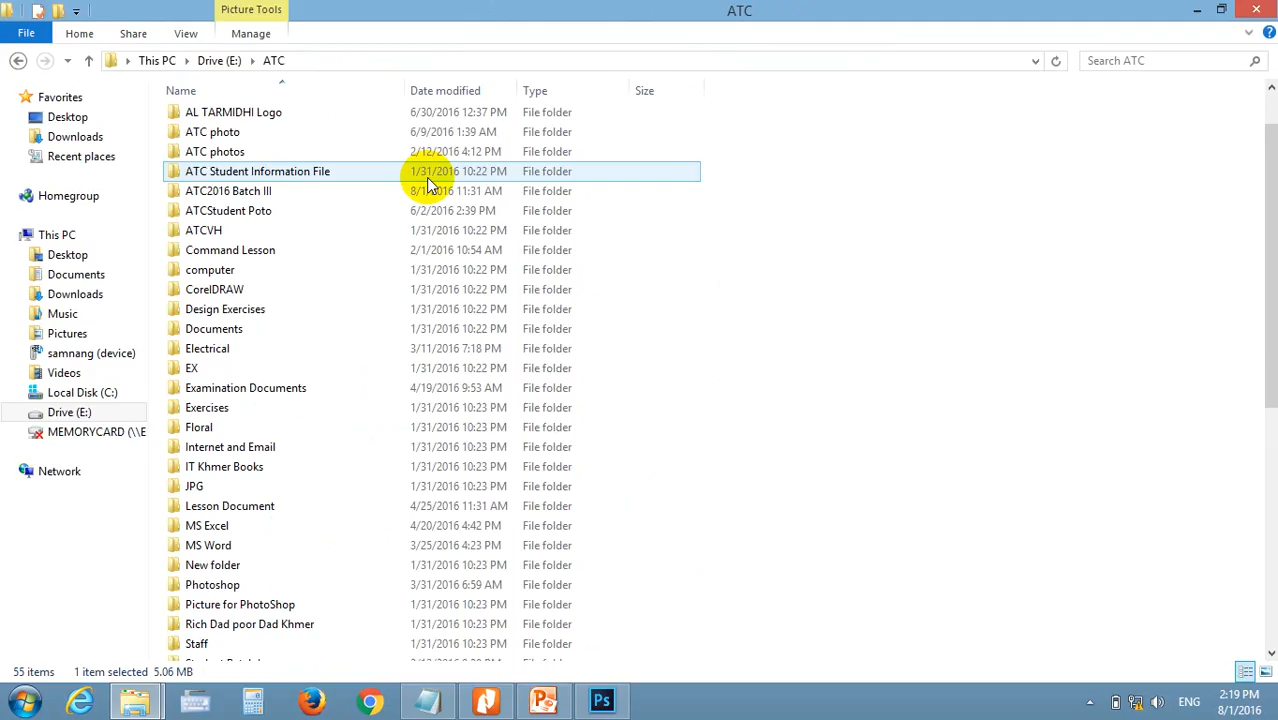 Picture Tools
ATC
File
Home
Share
View
Manage
This PC
Drive (E:)
ATC
Search ATC
Name
Date modified
Type
Size
Favorites
Desktop
Downloads
Recent places
Homegroup
This PC
Desktop
Documents
Downloads
Music
Pictures
samnang (device)
Videos
Local Disk (C:)
Drive (E:)
MEMORYCARD (\\E
Network
AL TARMIDHI Logo 6/30/2016 12:37 PM File folder
ATC photo 6/9/2016 1:39 AM File folder
ATC photos 2/12/2016 4:12 PM File folder
ATC Student Information File 1/31/2016 10:22 PM File folder
ATC2016 Batch III 11:31 AM File folder
ATCStudent Poto 6/2/2016 2:39 PM File folder
ATCVH 1/31/2016 10:22 PM File folder
Command Lesson 2/1/2016 10:54 AM File folder
computer 1/31/2016 10:22 PM File folder
CorelDRAW 1/31/2016 10:22 PM File folder
Design Exercises 1/31/2016 10:22 PM File folder
Documents 1/31/2016 10:22 PM File folder
Electrical 3/11/2016 7:18 PM File folder
EX 1/31/2016 10:22 PM File folder
Examination Documents 4/19/2016 9:53 AM File folder
Exercises 1/31/2016 10:23 PM File folder
Floral 1/31/2016 10:23 PM File folder
Internet and Email 1/31/2016 10:23 PM File folder
IT Khmer Books 1/31/2016 10:23 PM File folder
JPG 1/31/2016 10:23 PM File folder
Lesson Document 4/25/2016 11:31 AM File folder
MS Excel 4/20/2016 4:42 PM File folder
MS Word 3/25/2016 4:23 PM File folder
New folder 1/31/2016 10:23 PM File folder
Photoshop 3/31/2016 6:59 AM File folder
Picture for PhotoShop 1/31/2016 10:23 PM File folder
Rich Dad poor Dad Khmer 1/31/2016 10:23 PM File folder
Staff 1/31/2016 10:23 PM File folder
55 items
1 item selected 5.06 MB
ENG
2:19 PM
8/1/2016